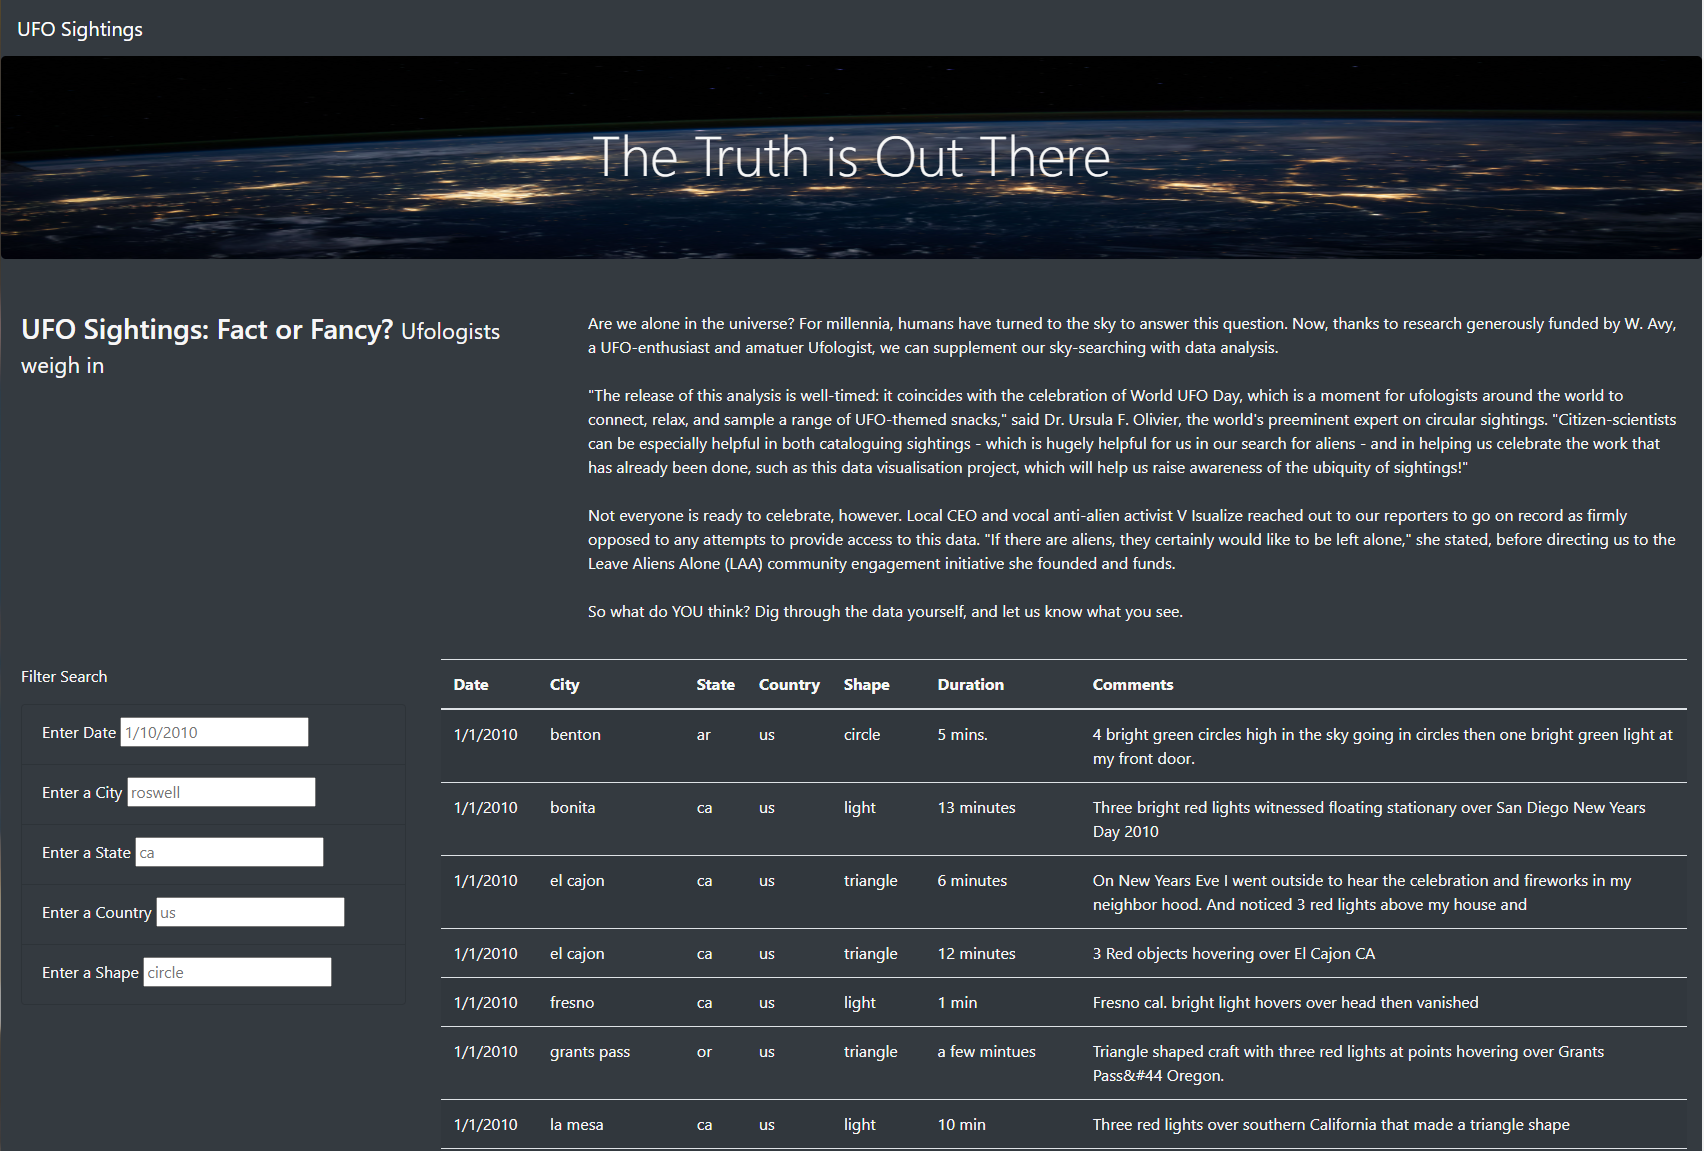 UFO Sightings
The Truth is Out There
UFO Sightings: Fact or Fancy? Ufologists
weigh in
Are we alone in the universe? For millennia, humans have turned to the sky to answer this question. Now, thanks to research generously funded by W. Avy,
a UFO-enthusiast and amatuer Ufologist, we can supplement our sky-searching with data analysis.
"The release of this analysis is well-timed: it coincides with the celebration of World UFO Day, which is a moment for ufologists around the world to
connect, relax, and sample a range of UFO-themed snacks," said Dr. Ursula F. Olivier, the world's preeminent expert on circular sightings. "Citizen-scientists
can be especially helpful in both cataloguing sightings - which is hugely helpful for us in our search for aliens - and in helping us celebrate the work that
has already been done, such as this data visualisation project, which will help us raise awareness of the ubiquity of sightings!"
Not everyone is ready to celebrate, however. Local CEO and vocal anti-alien activist V Isualize reached out to our reporters to go on record as firmly
opposed to any attempts to provide access to this data. "If there are aliens, they certainly would like to be left alone," she stated, before directing us to the
Leave Aliens Alone (LAA) community engagement initiative she founded and funds.
So what do YOU think? Dig through the data yourself, and let us know what you see.
Filter Search
Enter Date 1/10/2010
Enter a City roswell
Enter a State ca
Enter a Country us
Enter a Shape circle
Date City State Country Shape Duration Comments
1/1/2010 benton ar us circle 5 mins. 4 bright green circles high in the sky going in circles then one bright green light at
my front door.
1/1/2010 bonita ca us light 13 minutes Three bright red lights witnessed floating stationary over San Diego New Years
Day 2010
1/1/2010 el cajon ca us triangle 6 minutes On New Years Eve I went outside to hear the celebration and fireworks in my
neighbor hood. And noticed 3 red lights above my house and
1/1/2010 el cajon ca us triangle 12 minutes 3 Red objects hovering over El Cajon CA
1/1/2010 fresno ca us light 1 min Fresno cal. bright light hovers over head then vanished
1/1/2010 grants pass or us triangle a few mintues Triangle shaped craft with three red lights at points hovering over Grants
Pass&#44 Oregon.
1/1/2010 la mesa ca us light 10 min Three red lights over southern California that made a triangle shape